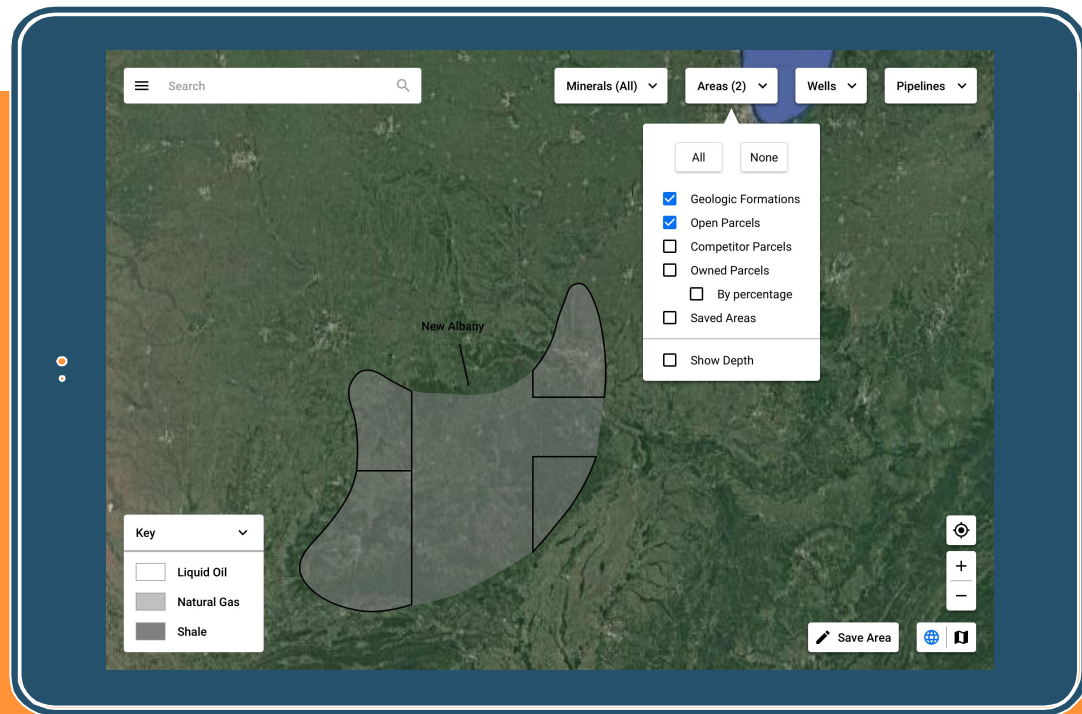 Search
Minerals (All)
Areas (2)
Wells
Pipelines
All
None
Geologic Formations
Open Parcels
Competitor Parcels
Owned Parcels
By percentage
Saved Areas
Show Depth
New Albany
Key
Liquid Oil
Natural Gas
Shale
+
−
Save Area